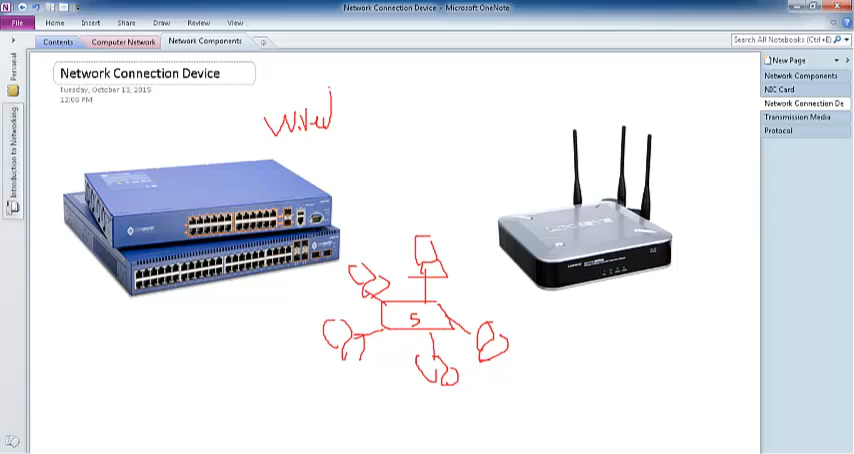 Network Connection Device - Microsoft OneNote
File Home Insert Share Draw Review View
Contents Computer Network Network Components
Search All Notebooks (Ctrl+E)
New Page
Personal
Introduction to Networking
Network Connection Device
Tuesday, October 13, 2015
12:06 PM
Wired
S
Network Components
NIC Card
Network Connection De
Transmission Media
Protocol